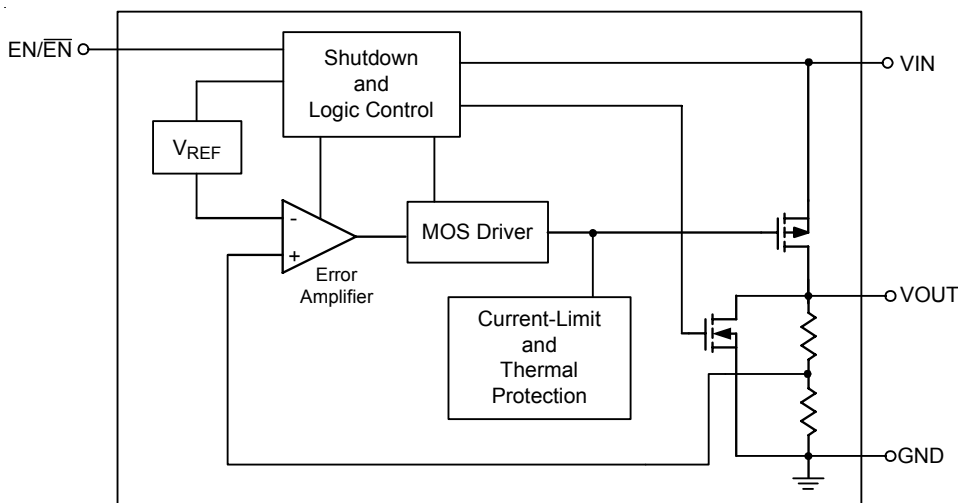 EN/EN
Shutdown
and
Logic Control
VIN
VREF
-
+
MOS Driver
Error
Amplifier
VOUT
Current-Limit
and
Thermal
Protection
GND